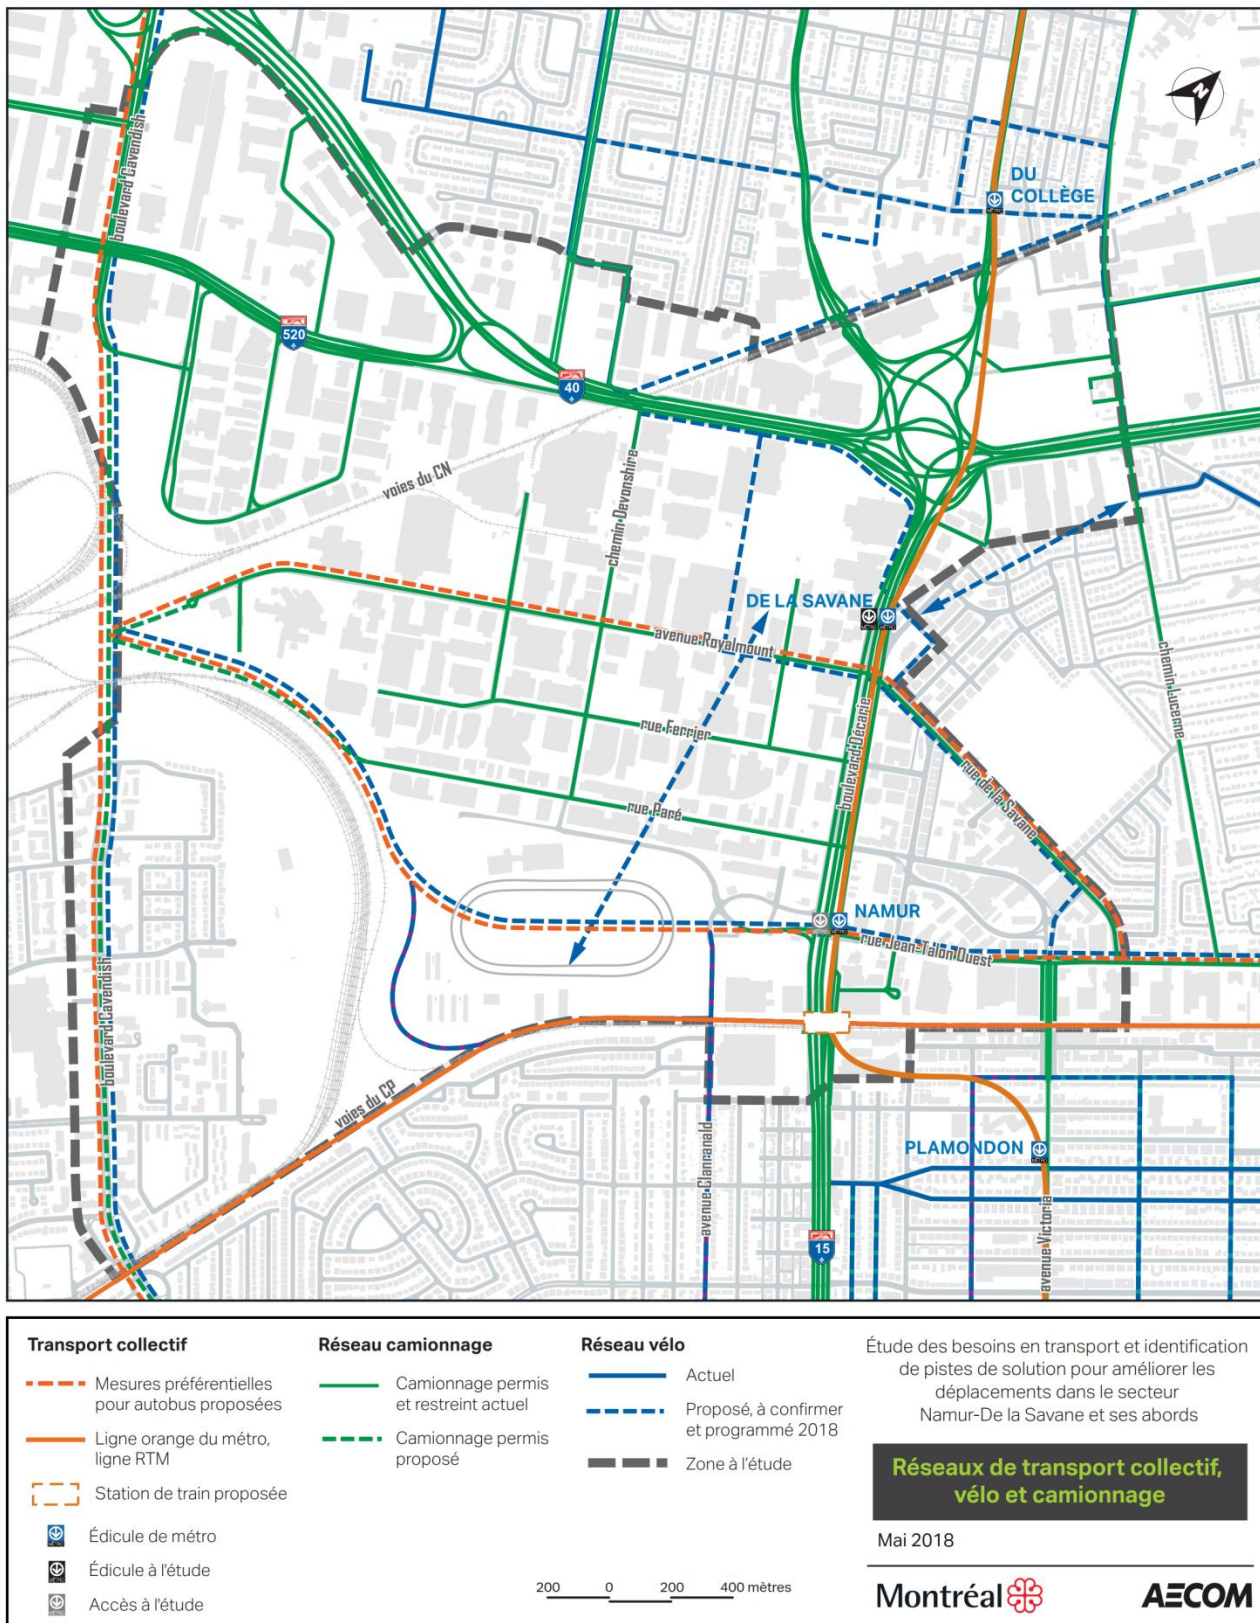 N
boulevard Cavendish
DU
COLLÈGE
520
40
voies du CN
chemin Devonshire
DE LA SAVANE
avenue Royalmount
rue Ferrier
boulevard Décarie
chemin Lucerne
rue de la Savane
rue Paré
NAMUR
rue Jean-Talon Ouest
boulevard Cavendish
voies du CP
avenue Clanranald
PLAMONDON
avenue Victoria
15
Transport collectif
Mesures préférentielles
pour autobus proposées
Ligne orange du métro,
ligne RTM
Station de train proposée
Édicule de métro
Édicule à l'étude
Accès à l'étude
Réseau camionnage
Camionnage permis
et restreint actuel
Camionnage permis
proposé
Réseau vélo
Actuel
Proposé, à confirmer
et programmé 2018
Zone à l'étude
200 0 200 400 mètres
Étude des besoins en transport et identification
de pistes de solution pour améliorer les
déplacements dans le secteur
Namur-De la Savane et ses abords
Réseaux de transport collectif,
vélo et camionnage
Mai 2018
Montréal
AECOM